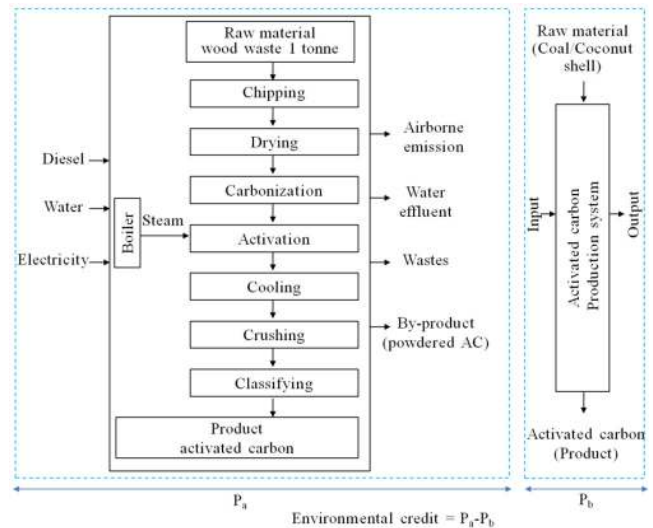 Raw material
wood waste 1 tonne
Chipping
Drying
Carbonization
Activation
Cooling
Crushing
Classifying
Product
activated carbon
Diesel
Water
Electricity
Boiler
Steam
Airborne
emission
Water
effluent
Wastes
By-product
(powdered AC)
Raw material
(Coal/Coconut
shell)
Input
Activated carbon
Production system
Output
Activated carbon
(Product)
Pa
Pb
Environmental credit = Pa-Pb